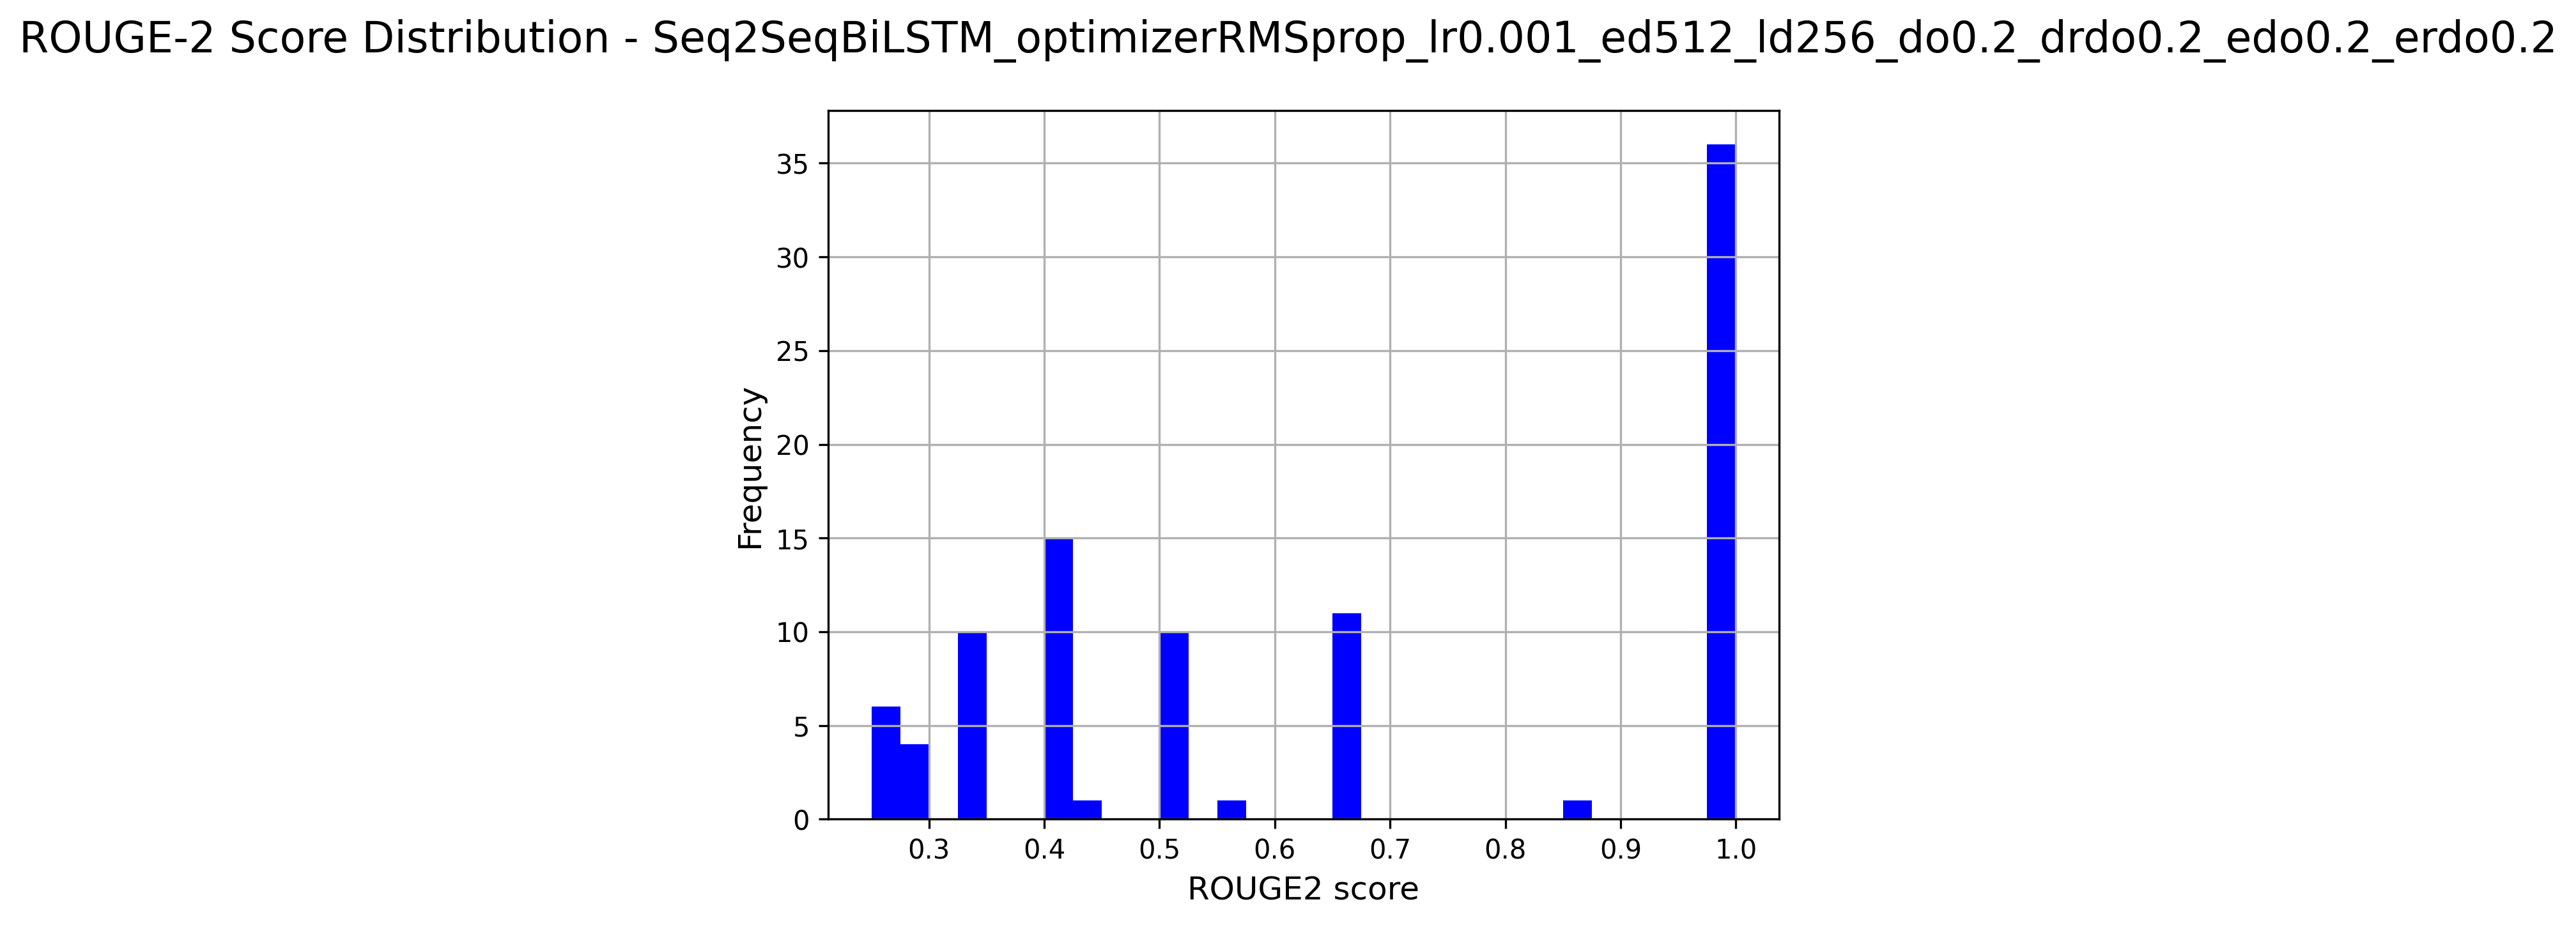 ROUGE-2 Score Distribution - Seq2SeqBiLSTM_optimizerRMSprop_lr0.001_ed512_ld256_do0.2_drdo0.2_edo0.2_erdo0.2
35
30
25
20
15
10
5
0
Frequency
0.3 0.4 0.5 0.6 0.7 0.8 0.9 1.0
ROUGE2 score